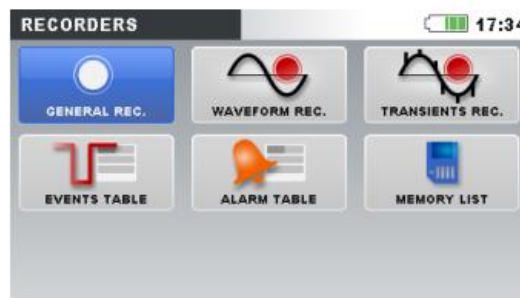 RECORDERS 17:34
GENERAL REC. WAVEFORM REC. TRANSIENTS REC.
EVENTS TABLE ALARM TABLE MEMORY LIST